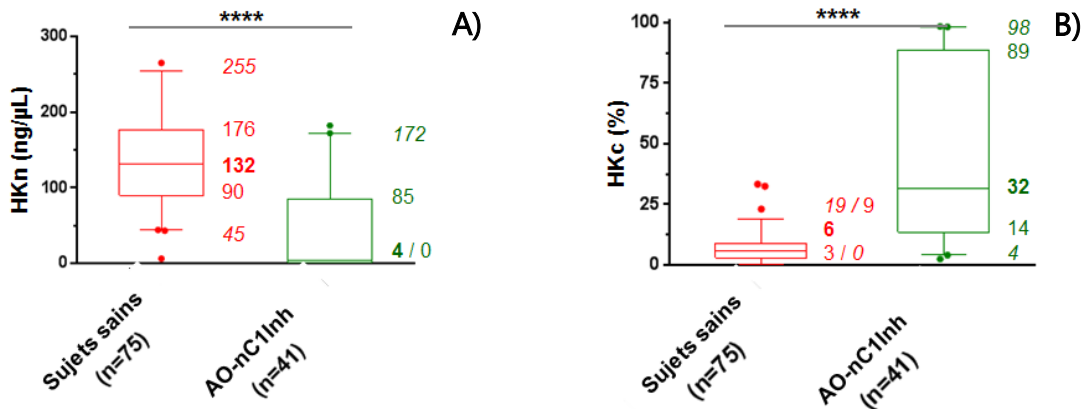 A)
****
HKn (ng/µL)
300
200
100
0
255
176
132
90
45
172
85
4 / 0
Sujets sains
(n=75)
AO-nC1Inh
(n=41)
B)
****
HKc (%)
100
75
50
25
0
19 / 9
6
3 / 0
98
89
32
14
4
Sujets sains
(n=75)
AO-nC1Inh
(n=41)